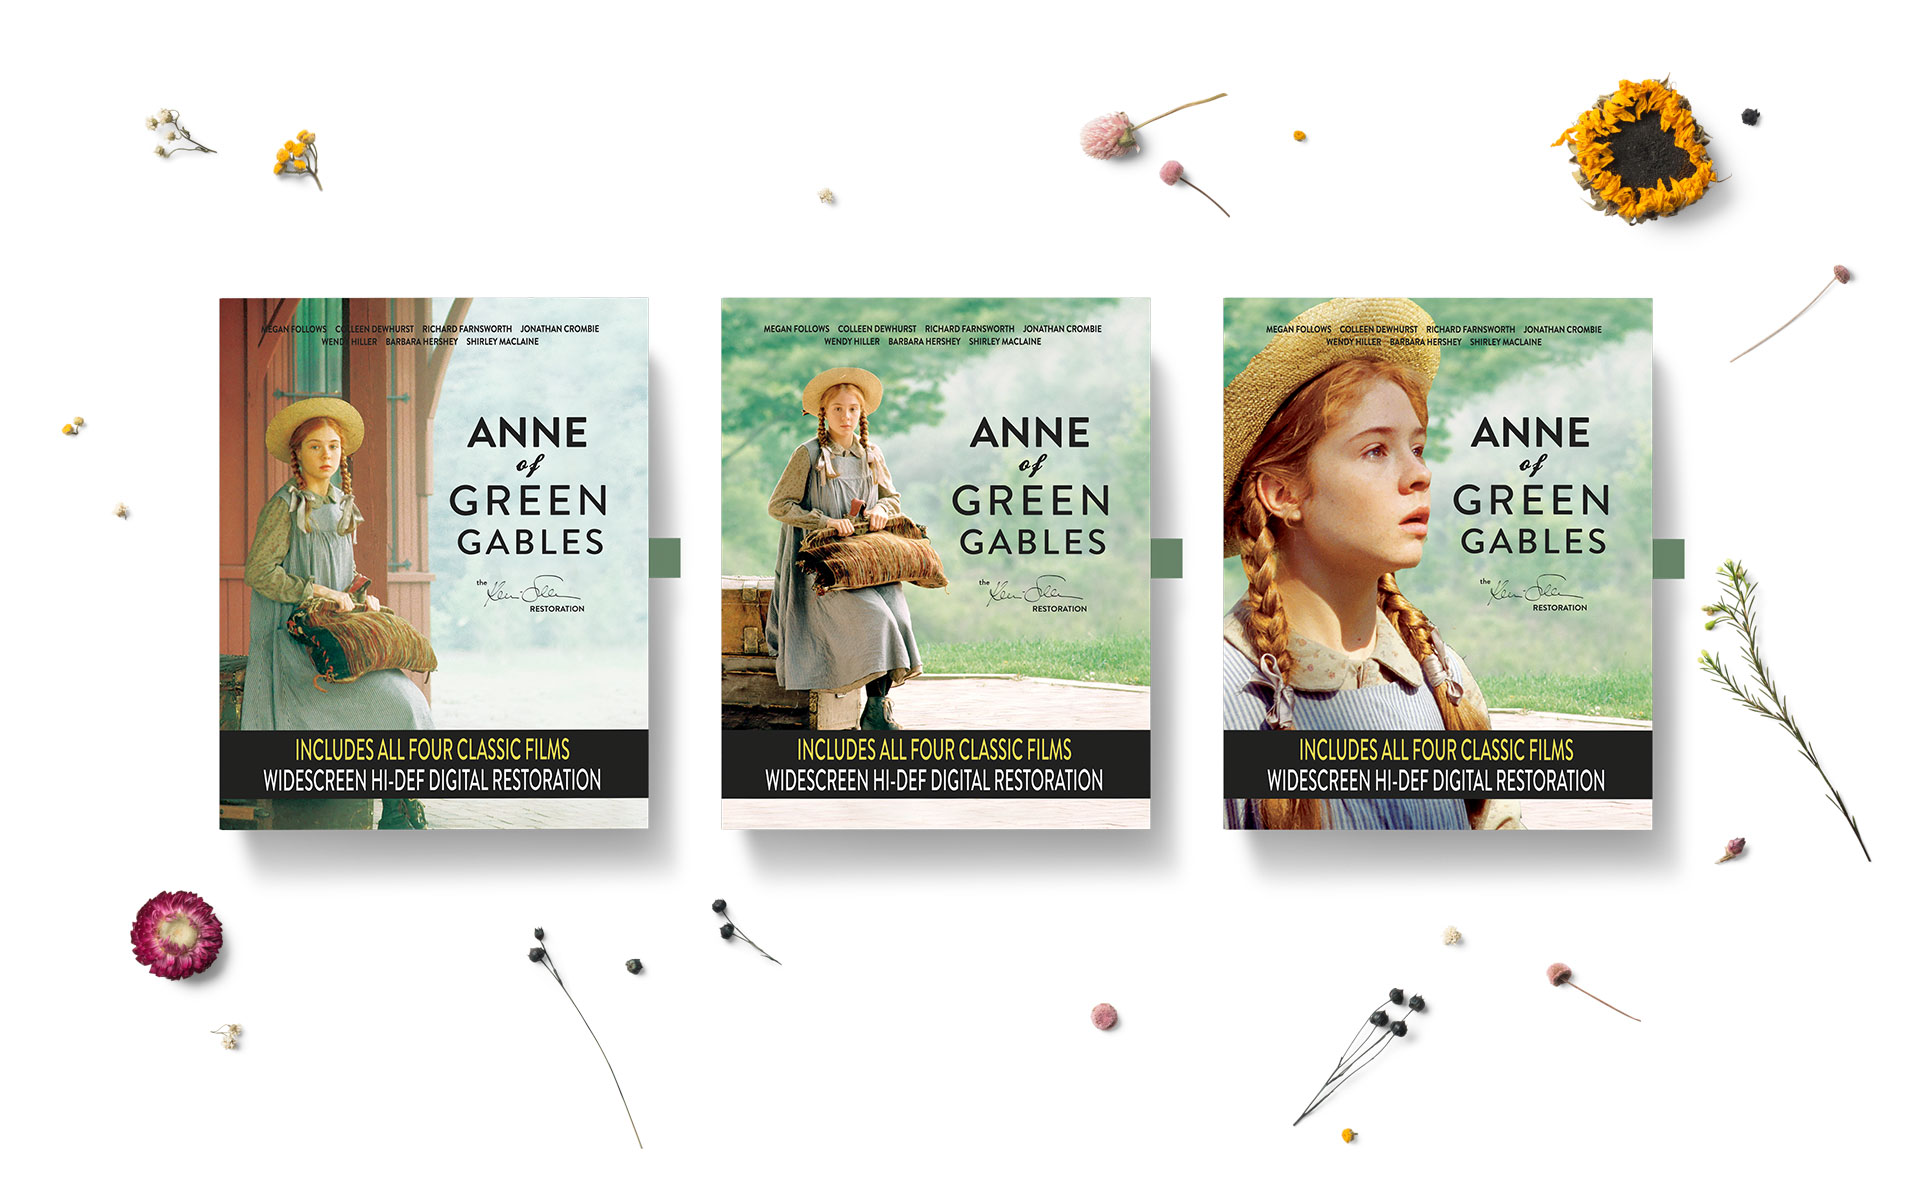 MEGAN FOLLOWS COLLEEN DEWHURST RICHARD FARNSWORTH JONATHAN CROMBIE
WENDY HILLER BARBARA HERSHEY SHIRLEY MACLAINE
ANNE
of
GREEN
GABLES
the
RESTORATION
INCLUDES ALL FOUR CLASSIC FILMS
WIDESCREEN HI-DEF DIGITAL RESTORATION
MEGAN FOLLOWS COLLEEN DEWHURST RICHARD FARNSWORTH JONATHAN CROMBIE
WENDY HILLER BARBARA HERSHEY SHIRLEY MACLAINE
ANNE
of
GREEN
GABLES
the
RESTORATION
INCLUDES ALL FOUR CLASSIC FILMS
WIDESCREEN HI-DEF DIGITAL RESTORATION
MEGAN FOLLOWS COLLEEN DEWHURST RICHARD FARNSWORTH JONATHAN CROMBIE
WENDY HILLER BARBARA HERSHEY SHIRLEY MACLAINE
ANNE
of
GREEN
GABLES
the
RESTORATION
INCLUDES ALL FOUR CLASSIC FILMS
WIDESCREEN HI-DEF DIGITAL RESTORATION